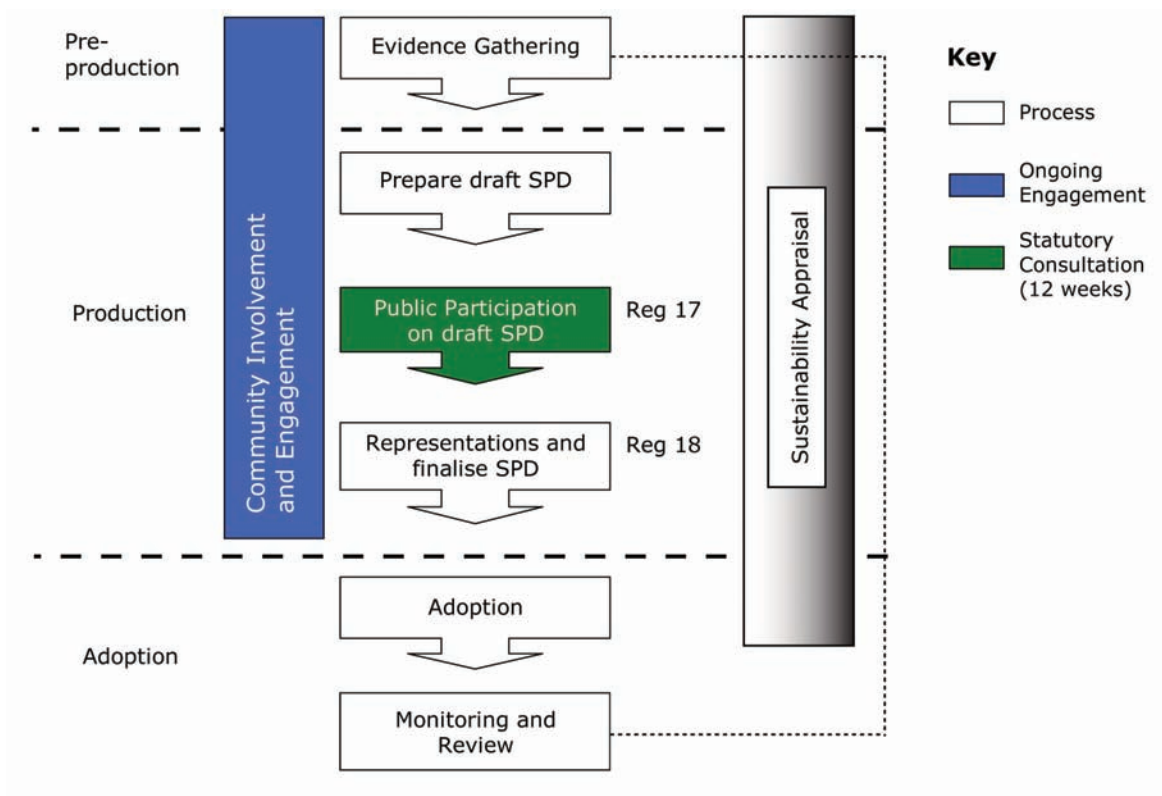 Pre-
production
Evidence Gathering
Key
Process
Ongoing
Engagement
Statutory
Consultation
(12 weeks)
Prepare draft SPD
Production
Public Participation
on draft SPD
Reg 17
Representations and
finalise SPD
Reg 18
Community Involvement
and Engagement
Sustainability Appraisal
Adoption
Adoption
Monitoring and
Review